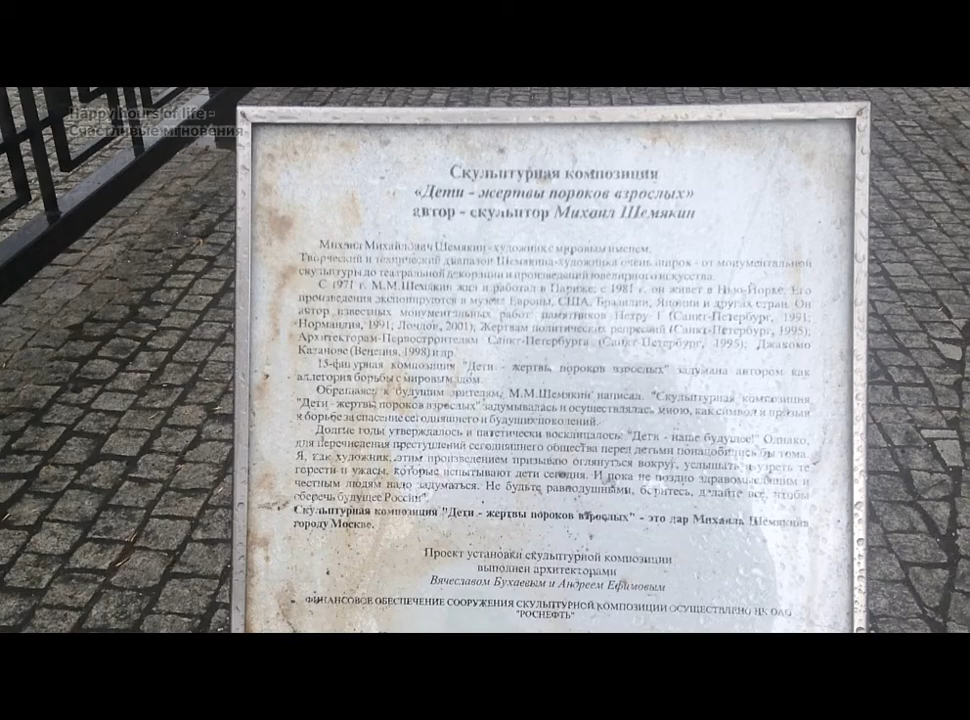 Happy hours of life -
Счастливые мгновения
Скульптурная композиция
«Дети - жертвы пороков взрослых»
автор - скульптор Михаил Шемякин
Михаил Михайлович Шемякин - художник с мировым именем.
Творческий и технический диапазон Шемякина-художника очень широк - от монументальной
скульптуры до театральной декорации и произведений ювелирного искусства.
С 1971 г. М.М.Шемякин жил и работал в Париже, с 1981 г. он живет в Нью-Йорке. Его
произведения экспонируются в музеях Европы, США, Бразилии, Японии и других стран. Он
автор известных монументальных работ: памятников Петру I (Санкт-Петербург, 1991;
Нормандия, 1991; Лондон, 2001); Жертвам политических репрессий (Санкт-Петербург, 1995);
Архитекторам-Первостроителям Санкт-Петербурга (Санкт-Петербург, 1995); Джакомо
Казанове (Венеция, 1998) и др.
15-фигурная композиция "Дети - жертвы пороков взрослых" задумана автором как
аллегория борьбы с мировым злом.
Обращаясь к будущим зрителям, М.М.Шемякин написал: "Скульптурная композиция
"Дети - жертвы пороков взрослых" задумывалась и осуществлялась мною, как символ и призыв
к борьбе за спасение сегодняшнего и будущих поколений.
Долгие годы утверждалось и патетически восклицалось: "Дети - наше будущее!" Однако,
для перечисления преступлений сегодняшнего общества перед детьми понадобились бы тома.
Я, как художник, этим произведением призываю оглянуться вокруг, услышать и узреть те
горести и ужасы, которые испытывают дети сегодня. И пока не поздно здравомыслящим и
честным людям надо задуматься. Не будьте равнодушными, боритесь, делайте все, чтобы
сберечь будущее России".
Скульптурная композиция "Дети - жертвы пороков взрослых" - это дар Михаила Шемякина
городу Москве.
Проект установки скульптурной композиции
выполнен архитекторами
Вячеславом Бухаевым и Андреем Ефимовым
ФИНАНСОВОЕ ОБЕСПЕЧЕНИЕ СООРУЖЕНИЯ СКУЛЬПТУРНОЙ КОМПОЗИЦИИ ОСУЩЕСТВЛЕНО НК ОАО
"РОСНЕФТЬ"